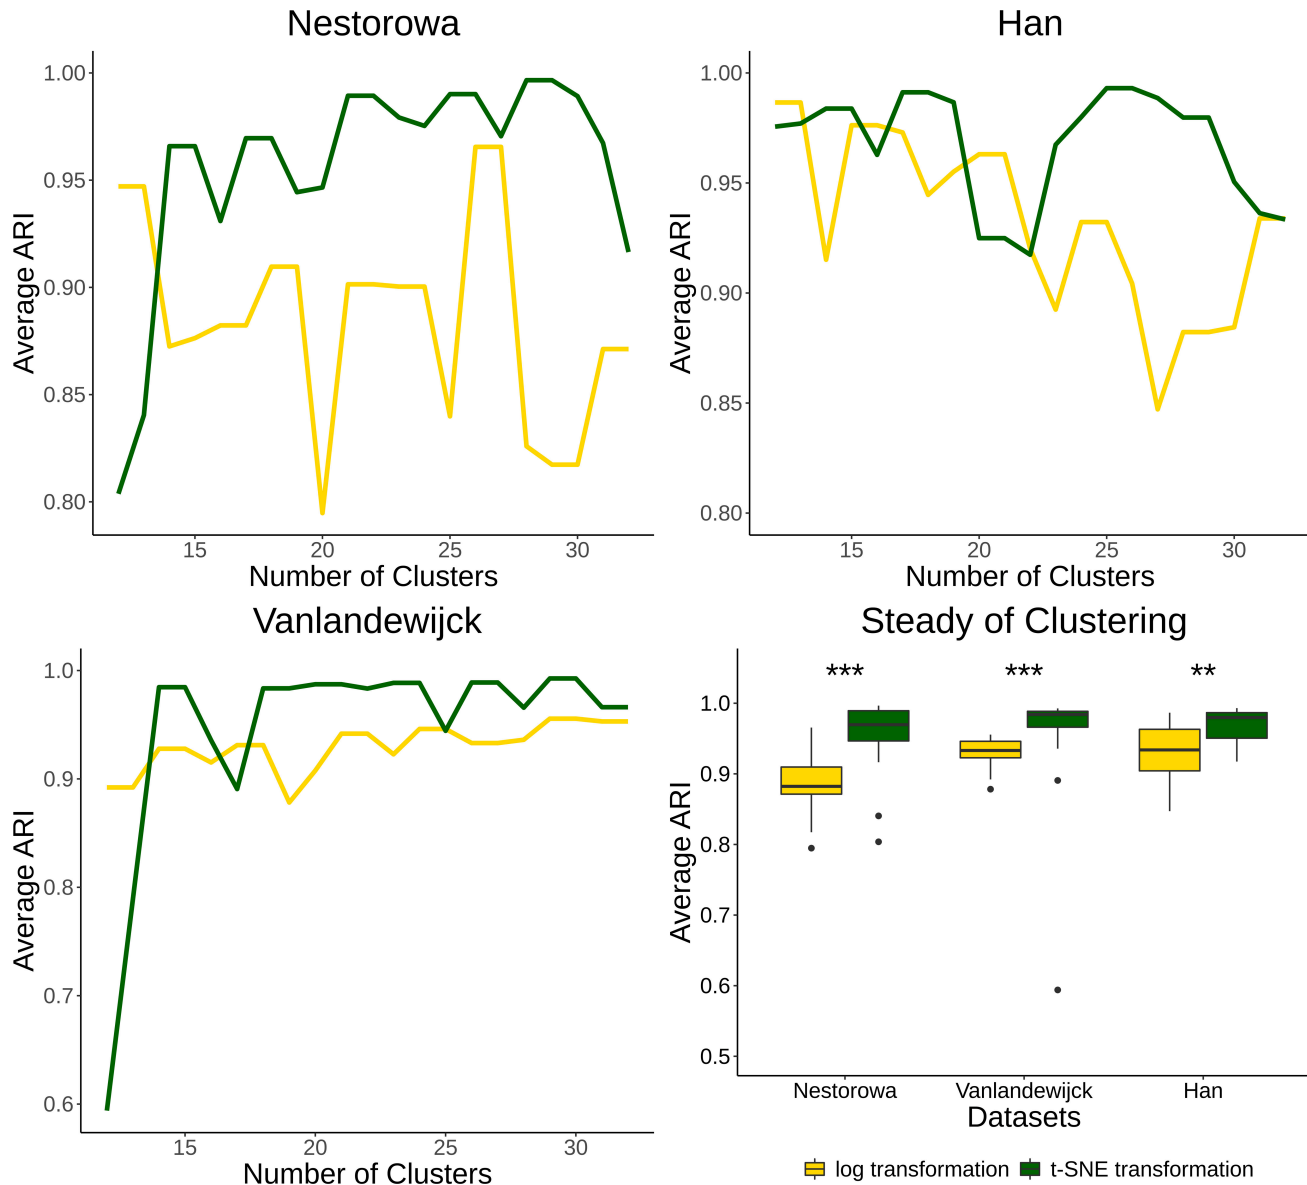 Nestorowa
Average ARI
1.00
0.95
0.90
0.85
0.80
15 20 25 30
Number of Clusters
Han
Average ARI
1.00
0.95
0.90
0.85
0.80
15 20 25 30
Number of Clusters
Vanlandewijck
Average ARI
1.0
0.9
0.8
0.7
0.6
15 20 25 30
Number of Clusters
Steady of Clustering
*** *** **
Average ARI
1.0
0.9
0.8
0.7
0.6
0.5
Nestorowa Vanlandewijck Han
Datasets
log transformation t-SNE transformation